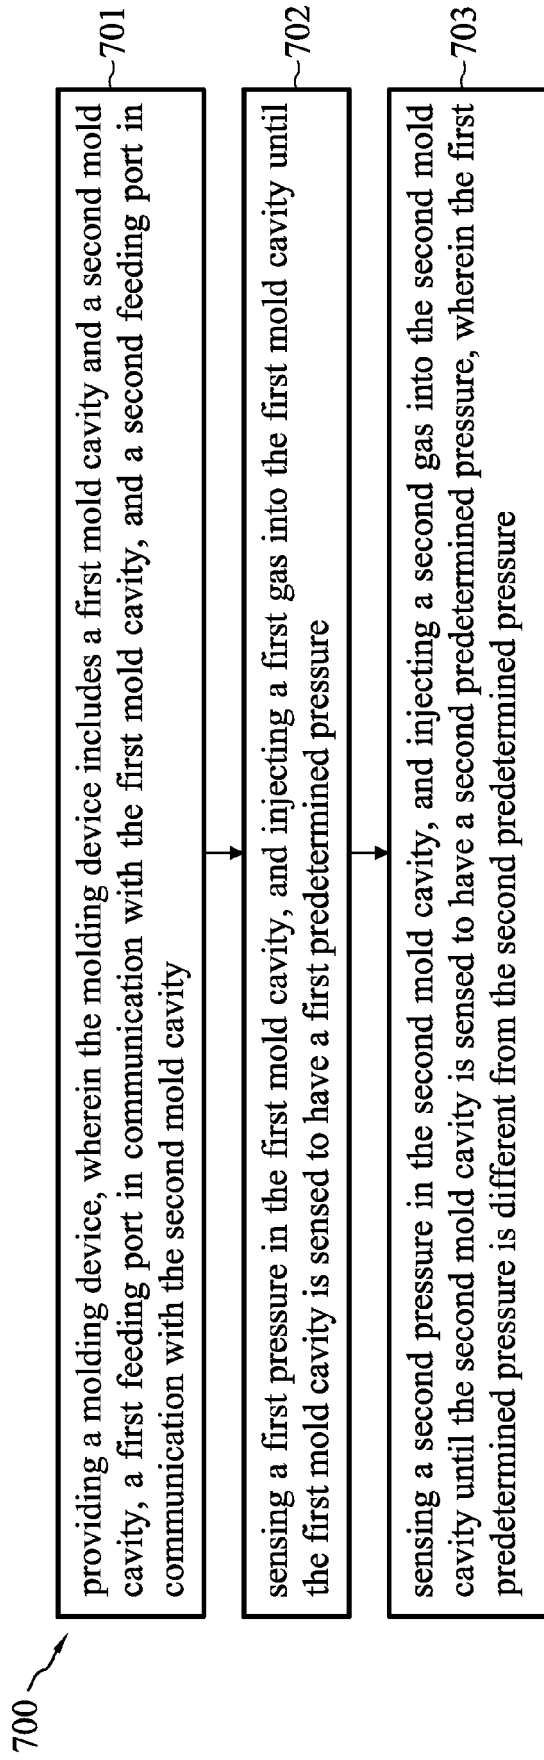 700
701
providing a molding device, wherein the molding device includes a first mold cavity and a second mold
cavity, a first feeding port in communication with the first mold cavity, and a second feeding port in
communication with the second mold cavity
702
sensing a first pressure in the first mold cavity, and injecting a first gas into the first mold cavity until
the first mold cavity is sensed to have a first predetermined pressure
703
sensing a second pressure in the second mold cavity, and injecting a second gas into the second mold
cavity until the second mold cavity is sensed to have a second predetermined pressure, wherein the first
predetermined pressure is different from the second predetermined pressure